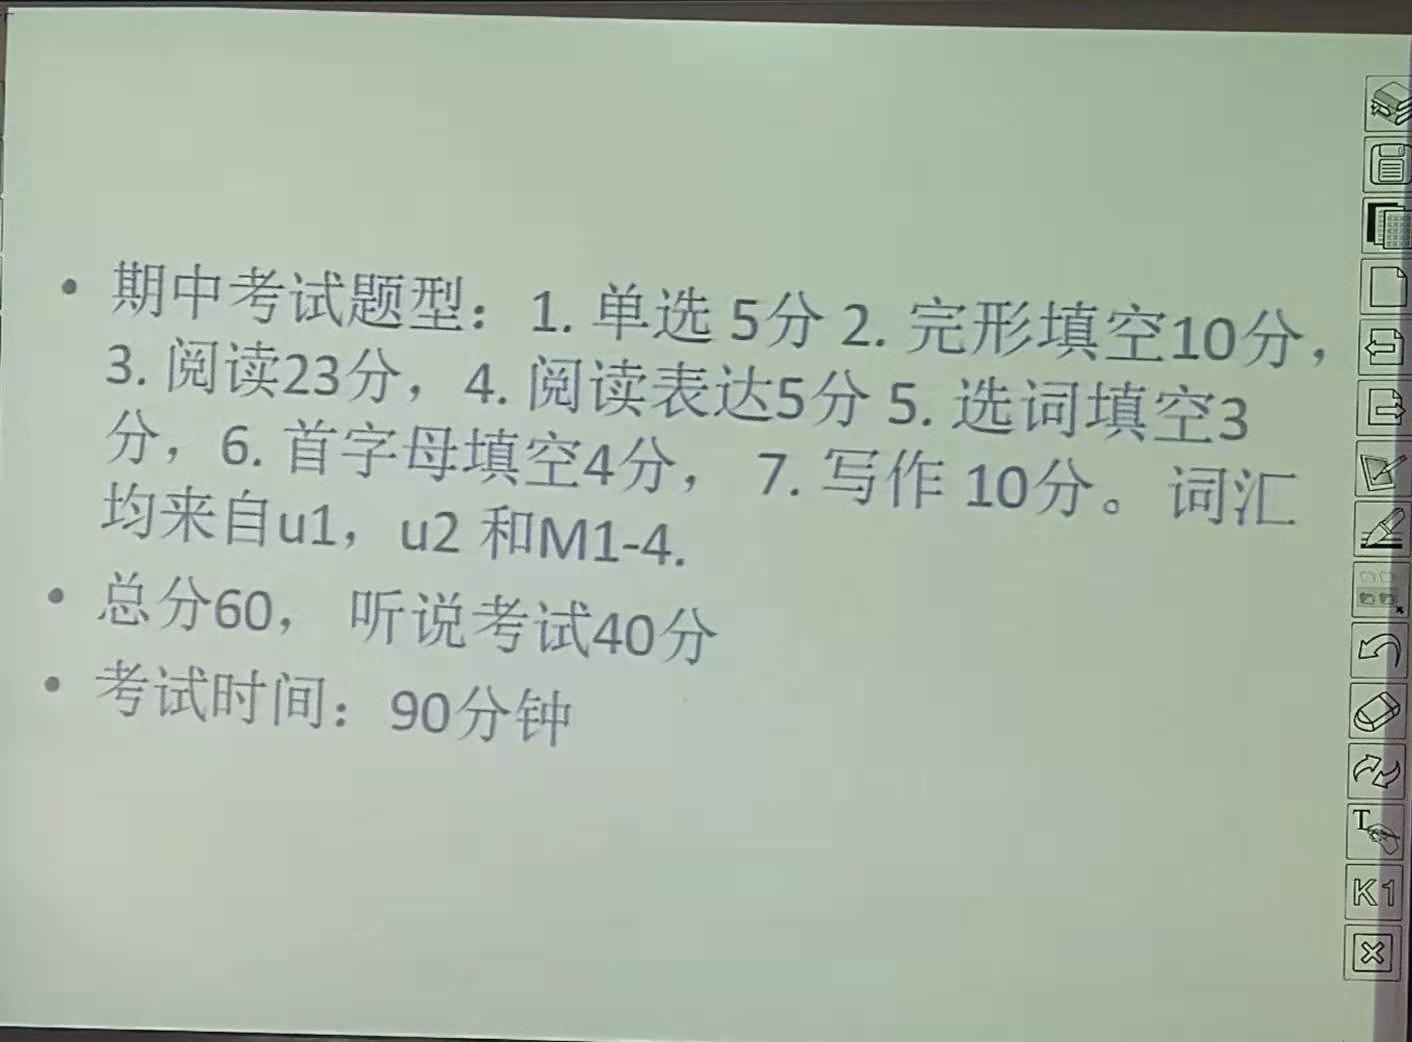 • 期中考试题型：1. 单选 5分 2. 完形填空10分，
3. 阅读23分，4. 阅读表达5分 5. 选词填空3
分，6. 首字母填空4分， 7. 写作 10分。词汇
均来自u1，u2 和M1-4.
• 总分60， 听说考试40分
• 考试时间：90分钟
T
K1